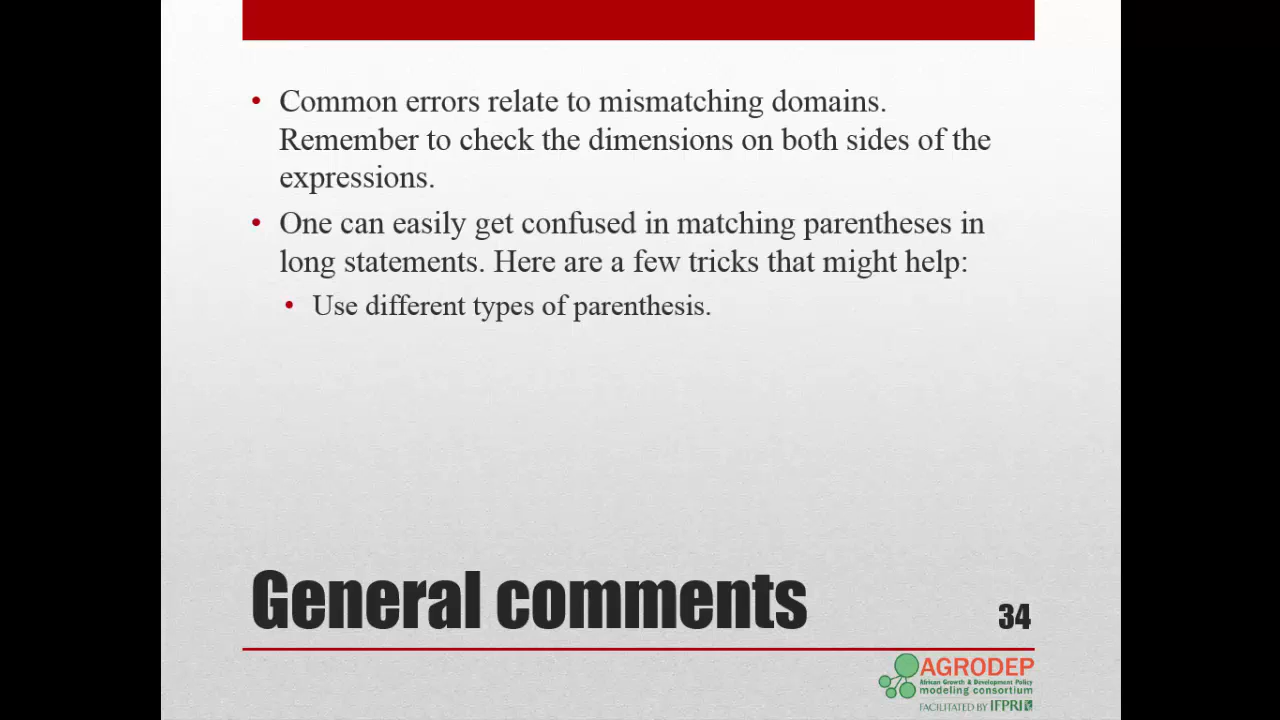 • Common errors relate to mismatching domains.
Remember to check the dimensions on both sides of the
expressions.
• One can easily get confused in matching parentheses in
long statements. Here are a few tricks that might help:
• Use different types of parenthesis.
General comments
34
AGRODEP
African Growth & Development Policy
modeling consortium
FACILITATED BY IFPRI